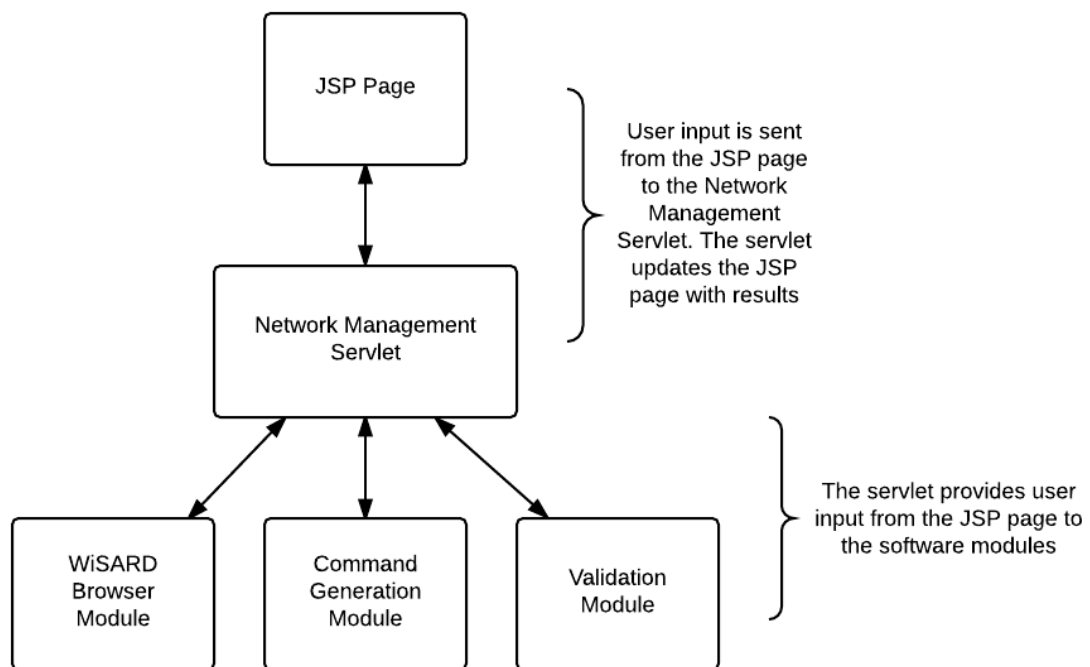 JSP Page
User input is sent
from the JSP page
to the Network
Management
Servlet. The servlet
updates the JSP
page with results
Network Management
Servlet
The servlet provides user
input from the JSP page to
the software modules
WiSARD
Browser
Module
Command
Generation
Module
Validation
Module